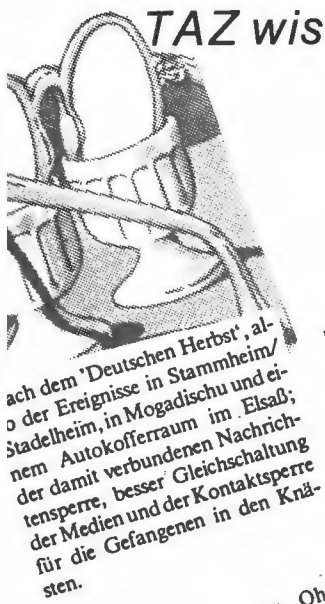 TAZ wis
ach dem 'Deutschen Herbst', al-
o der Ereignisse in Stammheim/
Stadelheim, in Mogadischu und ei-
nem Autokofferraum im Elsaß;
der damit verbundenen Nachrich-
tensperre, besser Gleichschaltung
der Medien und der Kontaktsperre
für die Gefangenen in den Knä-
sten.
Oh